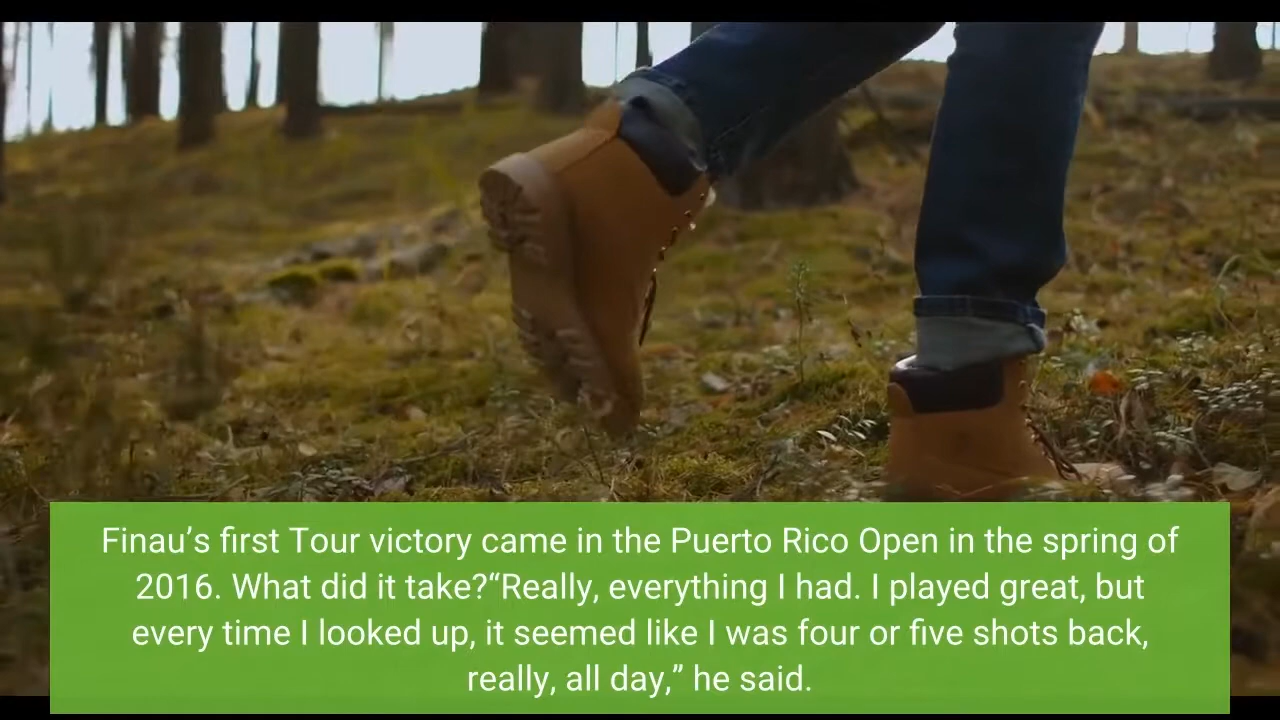 Finau’s first Tour victory came in the Puerto Rico Open in the spring of
2016. What did it take?“Really, everything I had. I played great, but
every time I looked up, it seemed like I was four or five shots back,
really, all day,” he said.